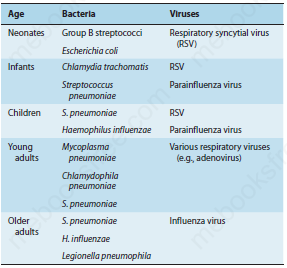 Age Bacteria Viruses
Neonates Group B streptococci Respiratory syncytial virus
Escherichia coli (RSV)
Infants Chlamydia trachomatis RSV
Streptococcus Parainfluenza virus
pneumoniae
Children S. pneumoniae RSV
Haemophilus influenzae Parainfluenza virus
Young Mycoplasma Various respiratory viruses
adults pneumoniae (e.g., adenovirus)
Chlamydophila
pneumoniae
S. pneumoniae
Older S. pneumoniae Influenza virus
adults H. influenzae
Legionella pneumophila